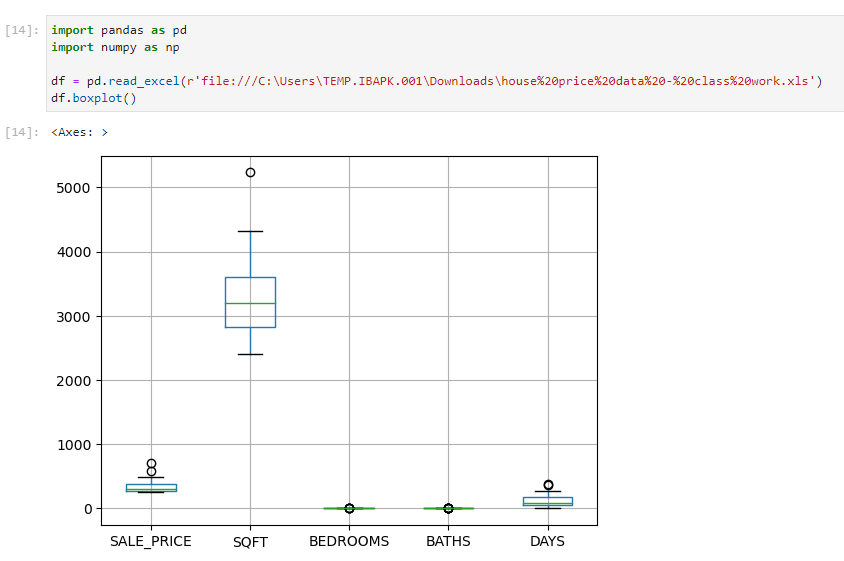 [14]: import pandas as pd
import numpy as np
df = pd.read_excel(r'file:///C:\Users\TEMP.IBAPK.001\Downloads\house%20price%20data%20-%20class%20work.xls')
df.boxplot()
[14]: <Axes: >
5000
4000
3000
2000
1000
0
SALE_PRICE SQFT BEDROOMS BATHS DAYS